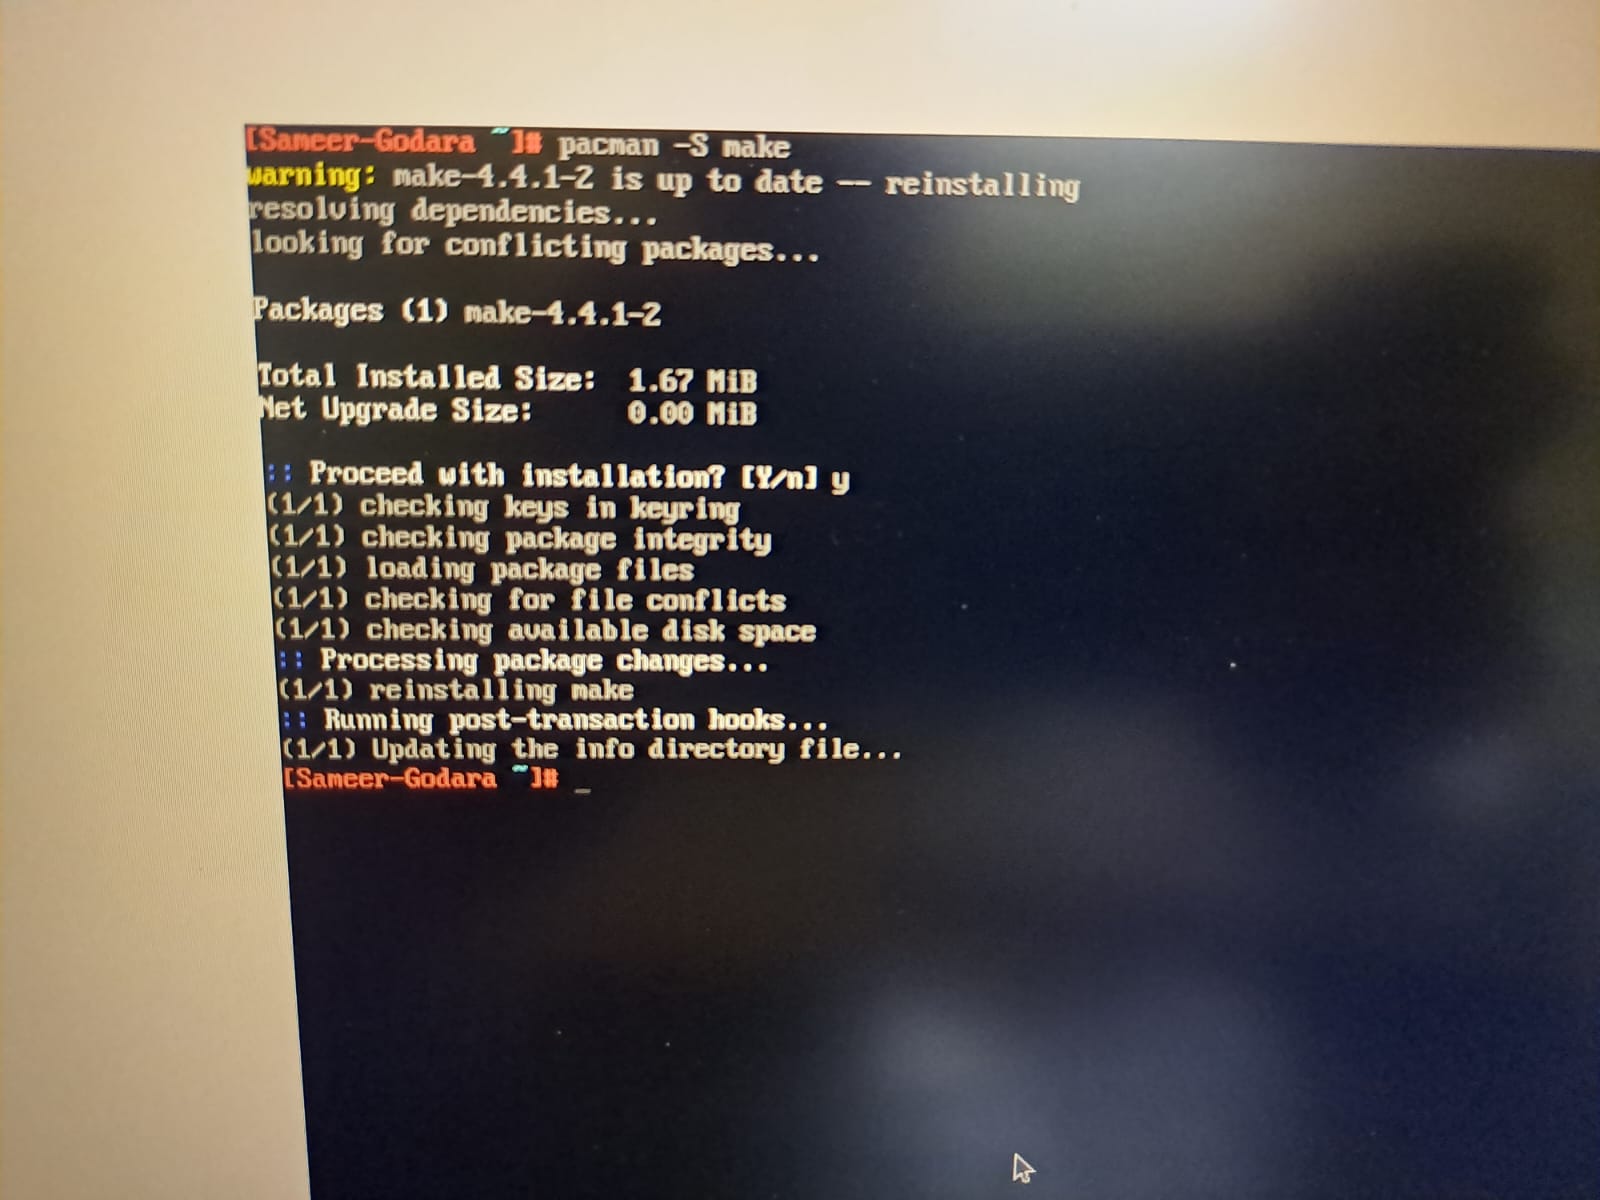 [Sameer-Godara ~]# pacman -S make
warning: make-4.4.1-2 is up to date -- reinstalling
resolving dependencies...
looking for conflicting packages...
Packages (1) make-4.4.1-2
Total Installed Size:  1.67 MiB
Net Upgrade Size:      0.00 MiB
:: Proceed with installation? [Y/n] y
(1/1) checking keys in keyring
(1/1) checking package integrity
(1/1) loading package files
(1/1) checking for file conflicts
(1/1) checking available disk space
:: Processing package changes...
(1/1) reinstalling make
:: Running post-transaction hooks...
(1/1) Updating the info directory file...
[Sameer-Godara ~]# _